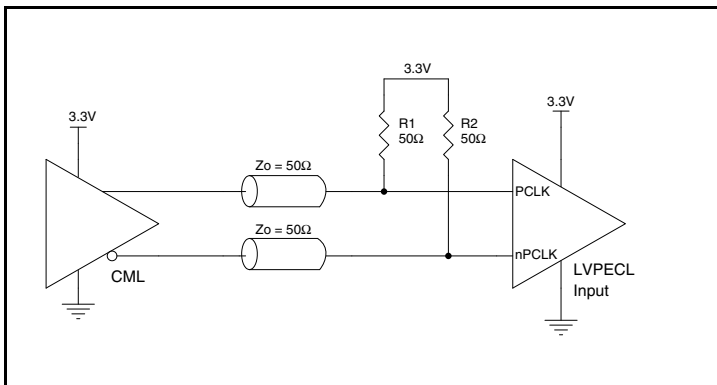 3.3V
3.3V
3.3V
R1
50Ω
R2
50Ω
Zo = 50Ω
PCLK
Zo = 50Ω
nPCLK
CML
LVPECL
Input